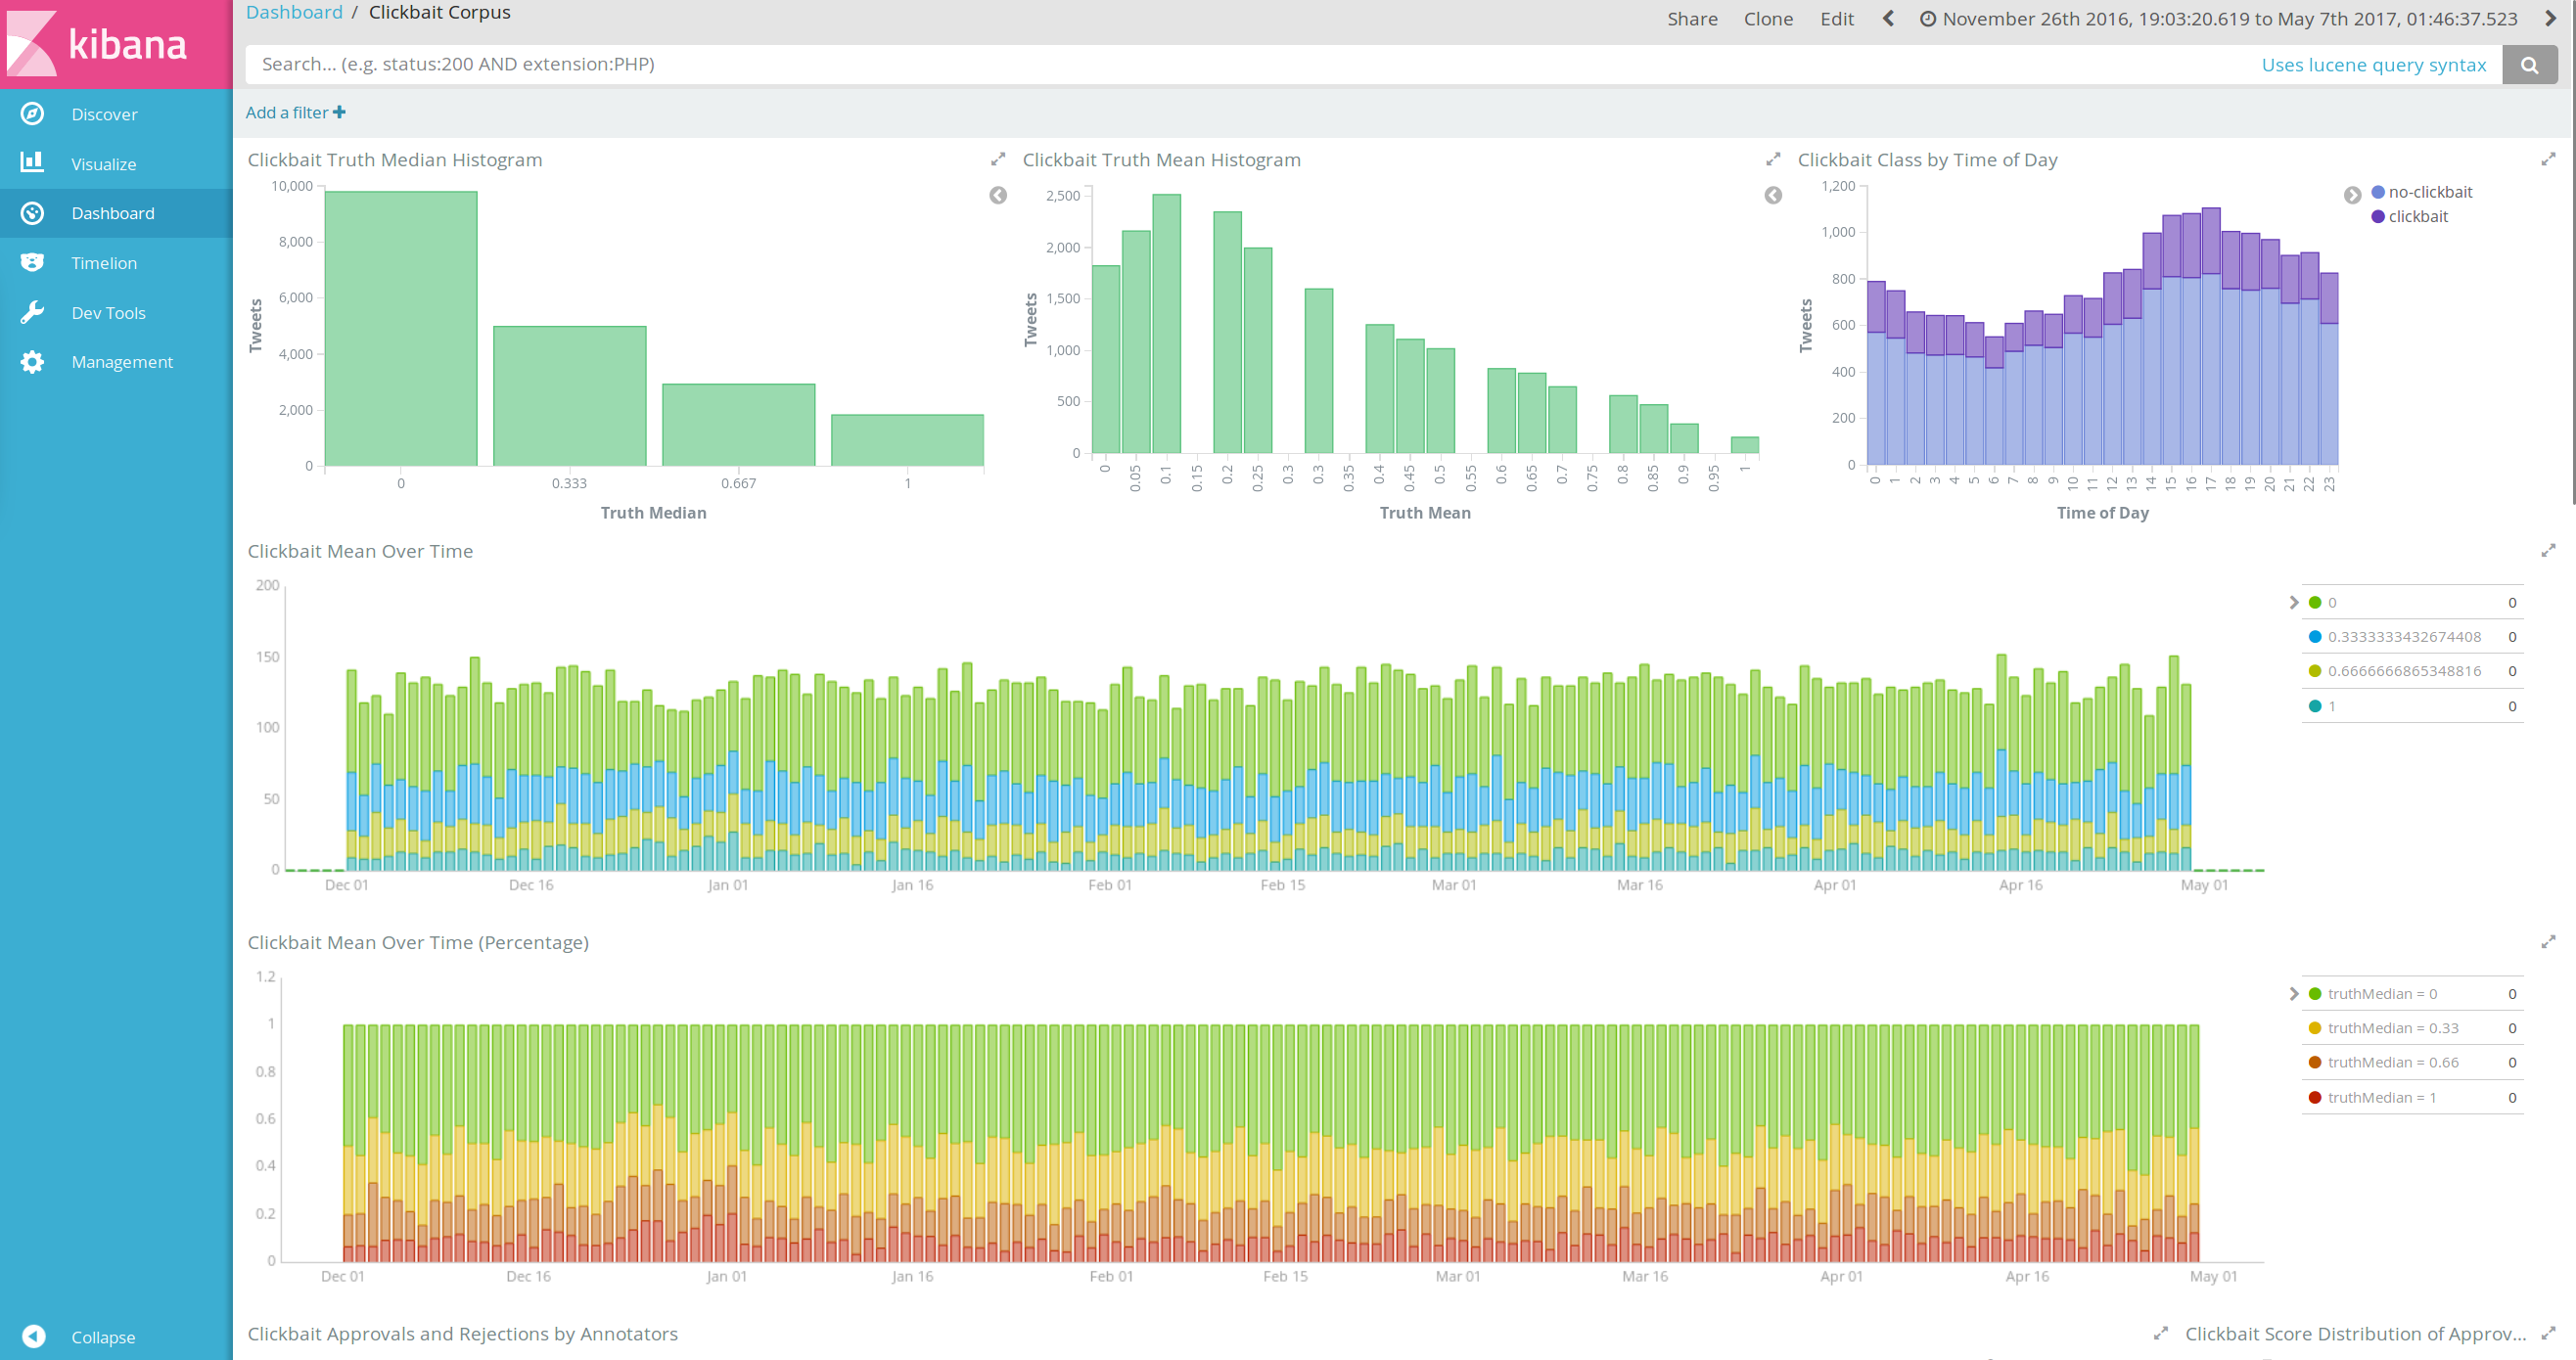 kibana
Discover
Visualize
Dashboard
Timelion
Dev Tools
Management
Collapse
Dashboard / Clickbait Corpus
Share Clone Edit November 26th 2016, 19:03:20.619 to May 7th 2017, 01:46:37.523
Search... (e.g. status:200 AND extension:PHP) Uses lucene query syntax
Add a filter
Clickbait Truth Median Histogram
10,000
8,000
6,000
4,000
2,000
0
Tweets
0 0.333 0.667 1
Truth Median
Clickbait Truth Mean Histogram
2,500
2,000
1,500
1,000
500
0
Tweets
0 0.05 0.1 0.15 0.2 0.25 0.3 0.3 0.35 0.4 0.45 0.5 0.55 0.6 0.65 0.7 0.75 0.8 0.85 0.9 0.95 1
Truth Mean
Clickbait Class by Time of Day
1,200
1,000
800
600
400
200
0
Tweets
0 1 2 3 4 5 6 7 8 9 10 11 12 13 14 15 16 17 18 19 20 21 22 23
Time of Day
no-clickbait
clickbait
Clickbait Mean Over Time
200
150
100
50
0
Dec 01 Dec 16 Jan 01 Jan 16 Feb 01 Feb 15 Mar 01 Mar 16 Apr 01 Apr 16 May 01
0 0
0.3333333432674408 0
0.6666666865348816 0
1 0
Clickbait Mean Over Time (Percentage)
1.2
1
0.8
0.6
0.4
0.2
0
Dec 01 Dec 16 Jan 01 Jan 16 Feb 01 Feb 15 Mar 01 Mar 16 Apr 01 Apr 16 May 01
truthMedian = 0 0
truthMedian = 0.33 0
truthMedian = 0.66 0
truthMedian = 1 0
Clickbait Approvals and Rejections by Annotators
Clickbait Score Distribution of Approv...